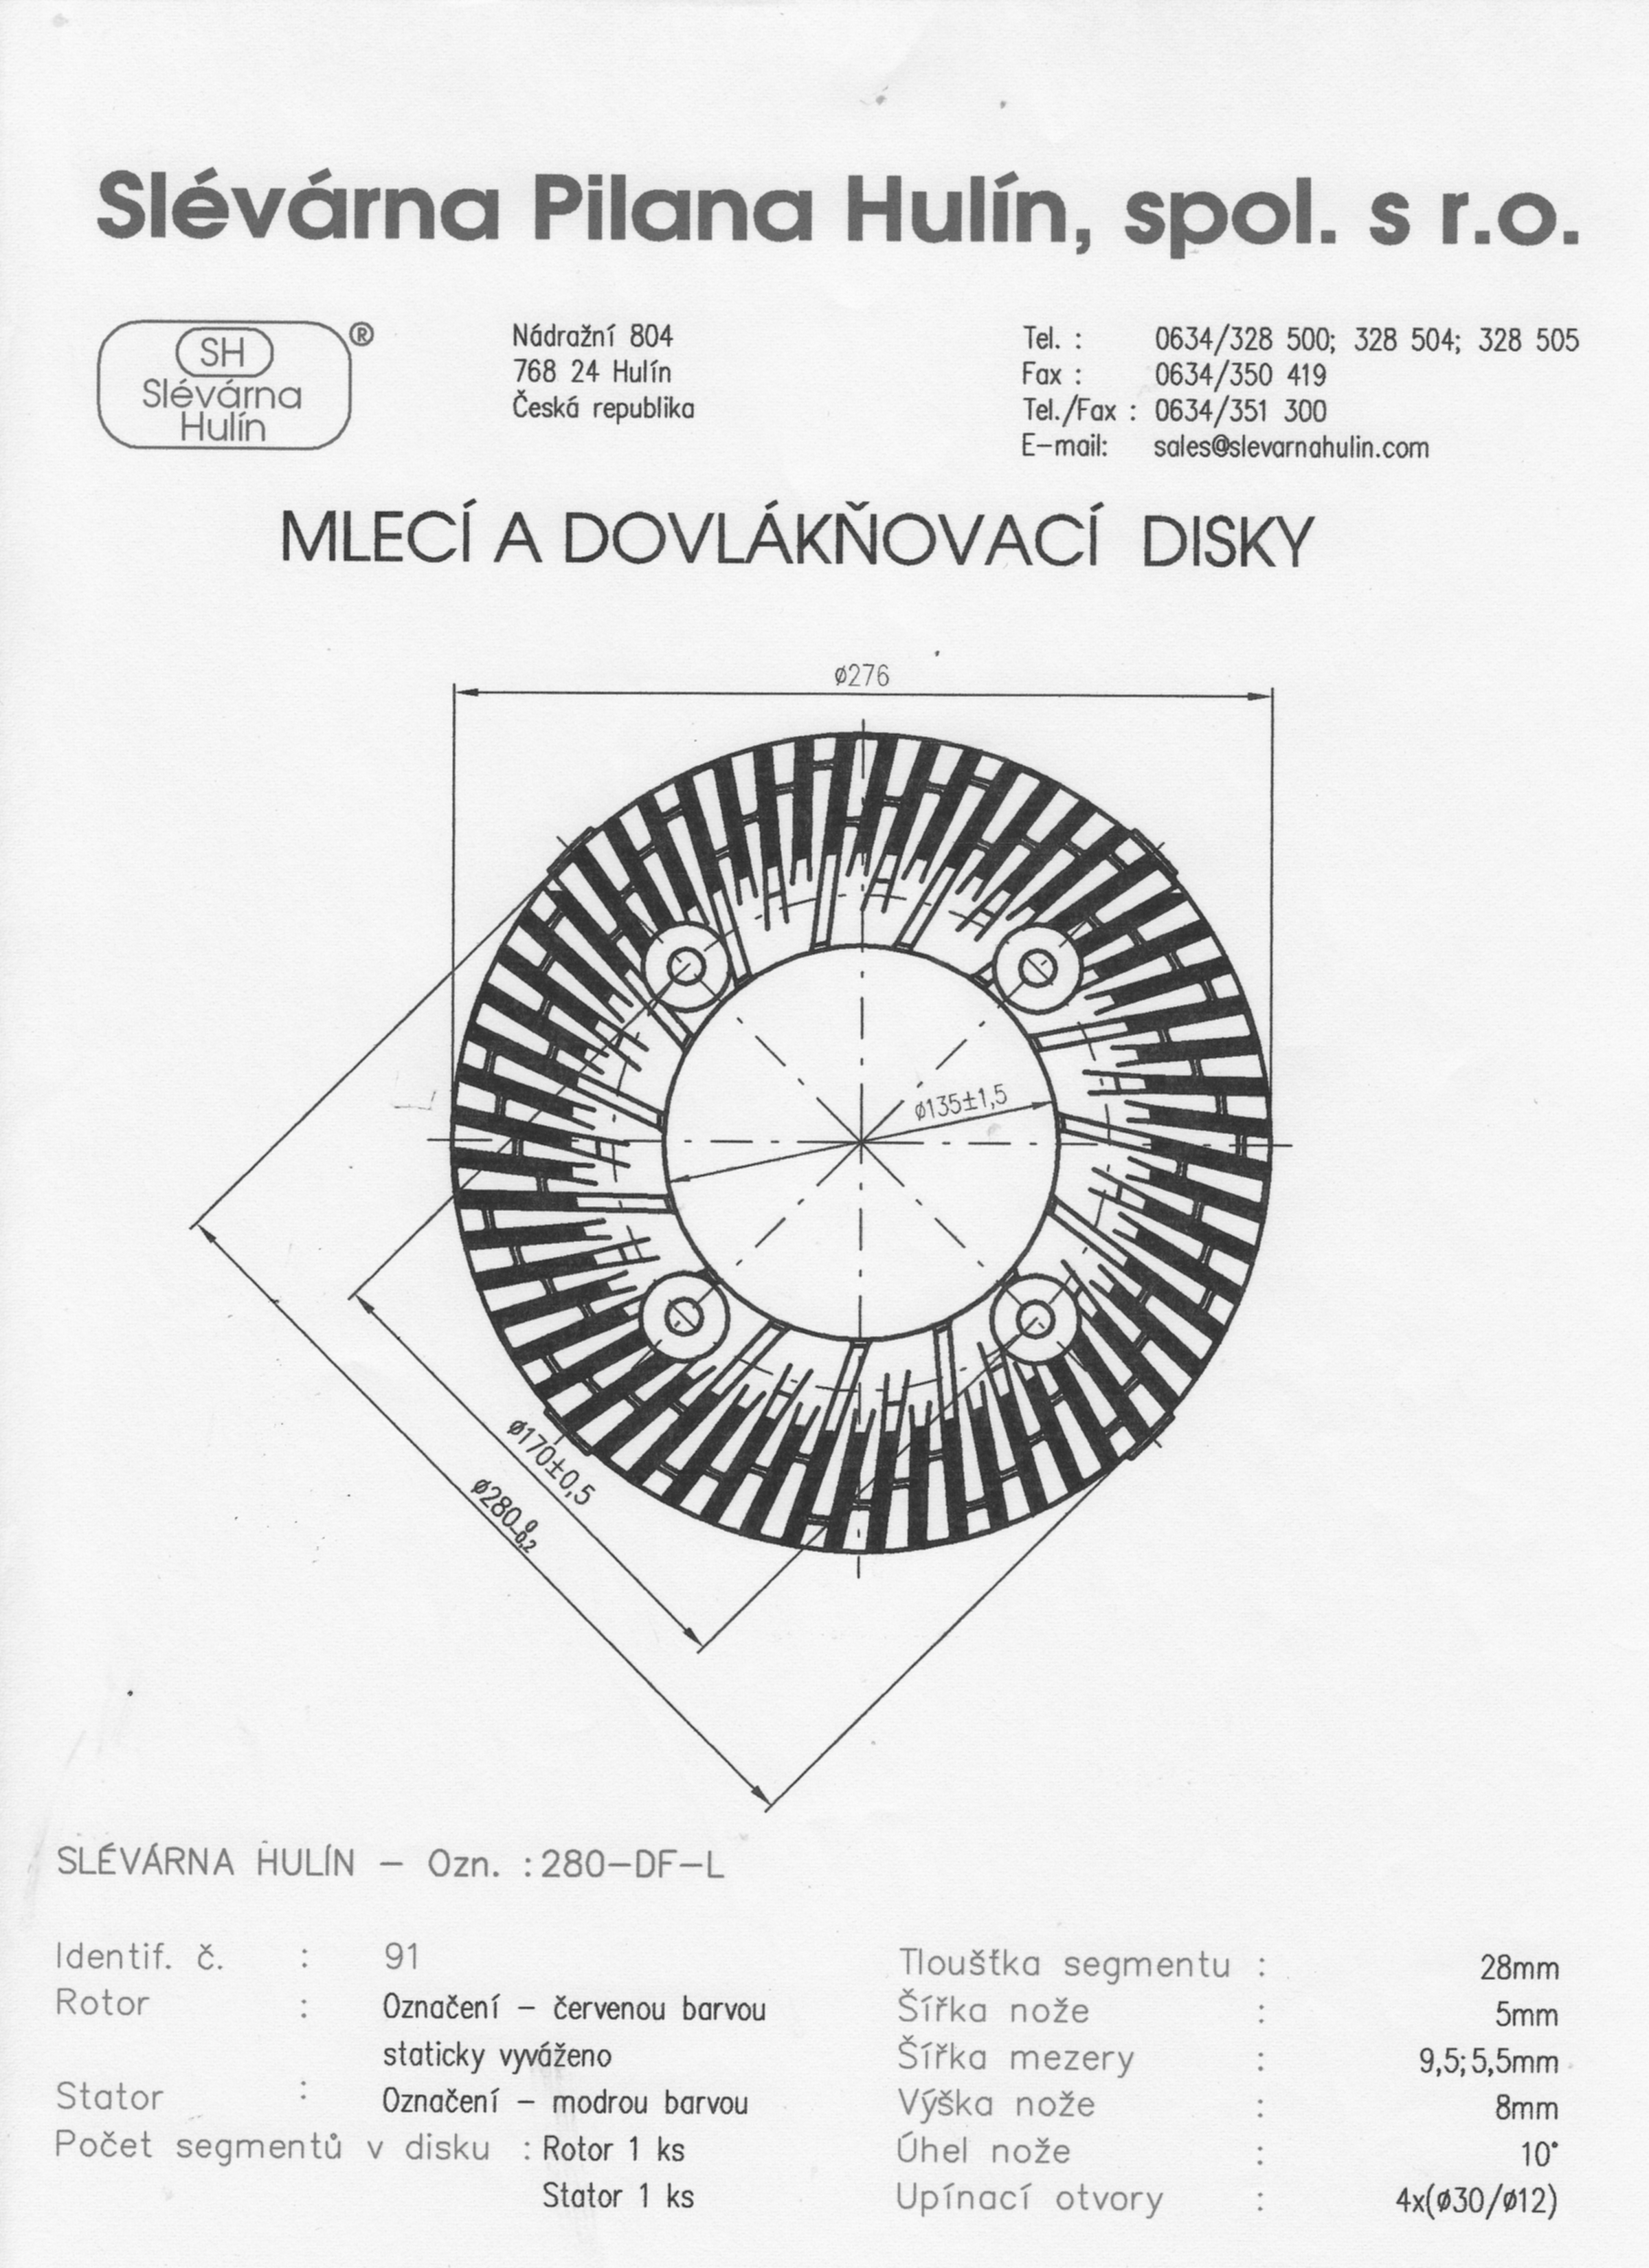 Slévárna Pilana Hulín, spol. s r.o.
SH ®
Slévárna
Hulín
Nádražní 804
768 24 Hulín
Česká republika
Tel. : 0634/328 500; 328 504; 328 505
Fax : 0634/350 419
Tel./Fax : 0634/351 300
E-mail: sales@slevarnahulin.com
MLECÍ A DOVLÁKŇOVACÍ DISKY
ø276
ø135±1,5
ø170±0,5
ø280 0 -0,2
SLÉVÁRNA HULÍN – Ozn. :280-DF-L
Identif. č. : 91
Rotor : Označení – červenou barvou
staticky vyváženo
Stator : Označení – modrou barvou
Počet segmentů v disku : Rotor 1 ks
Stator 1 ks
Tloušťka segmentu : 28mm
Šířka nože : 5mm
Šířka mezery : 9,5;5,5mm
Výška nože : 8mm
Úhel nože : 10°
Upínací otvory : 4x(ø30/ø12)